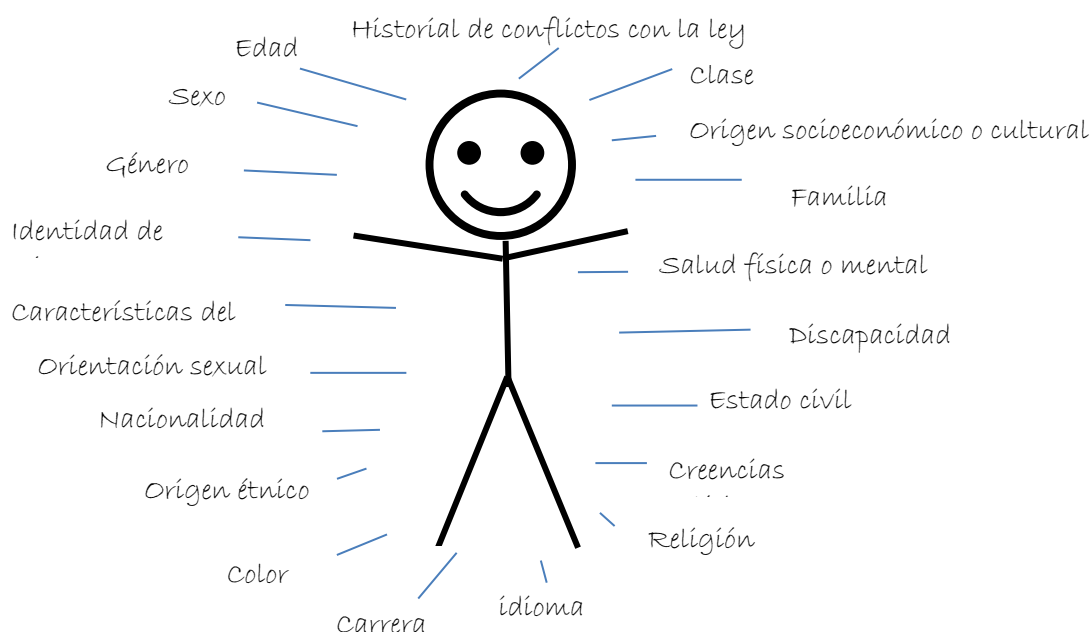 Historial de conflictos con la ley
Edad
Clase
Sexo
Origen socioeconómico o cultural
Género
Familia
Identidad de
Salud física o mental
Características del
Discapacidad
Orientación sexual
Estado civil
Nacionalidad
Creencias
Origen étnico
Religión
Color
idioma
Carrera